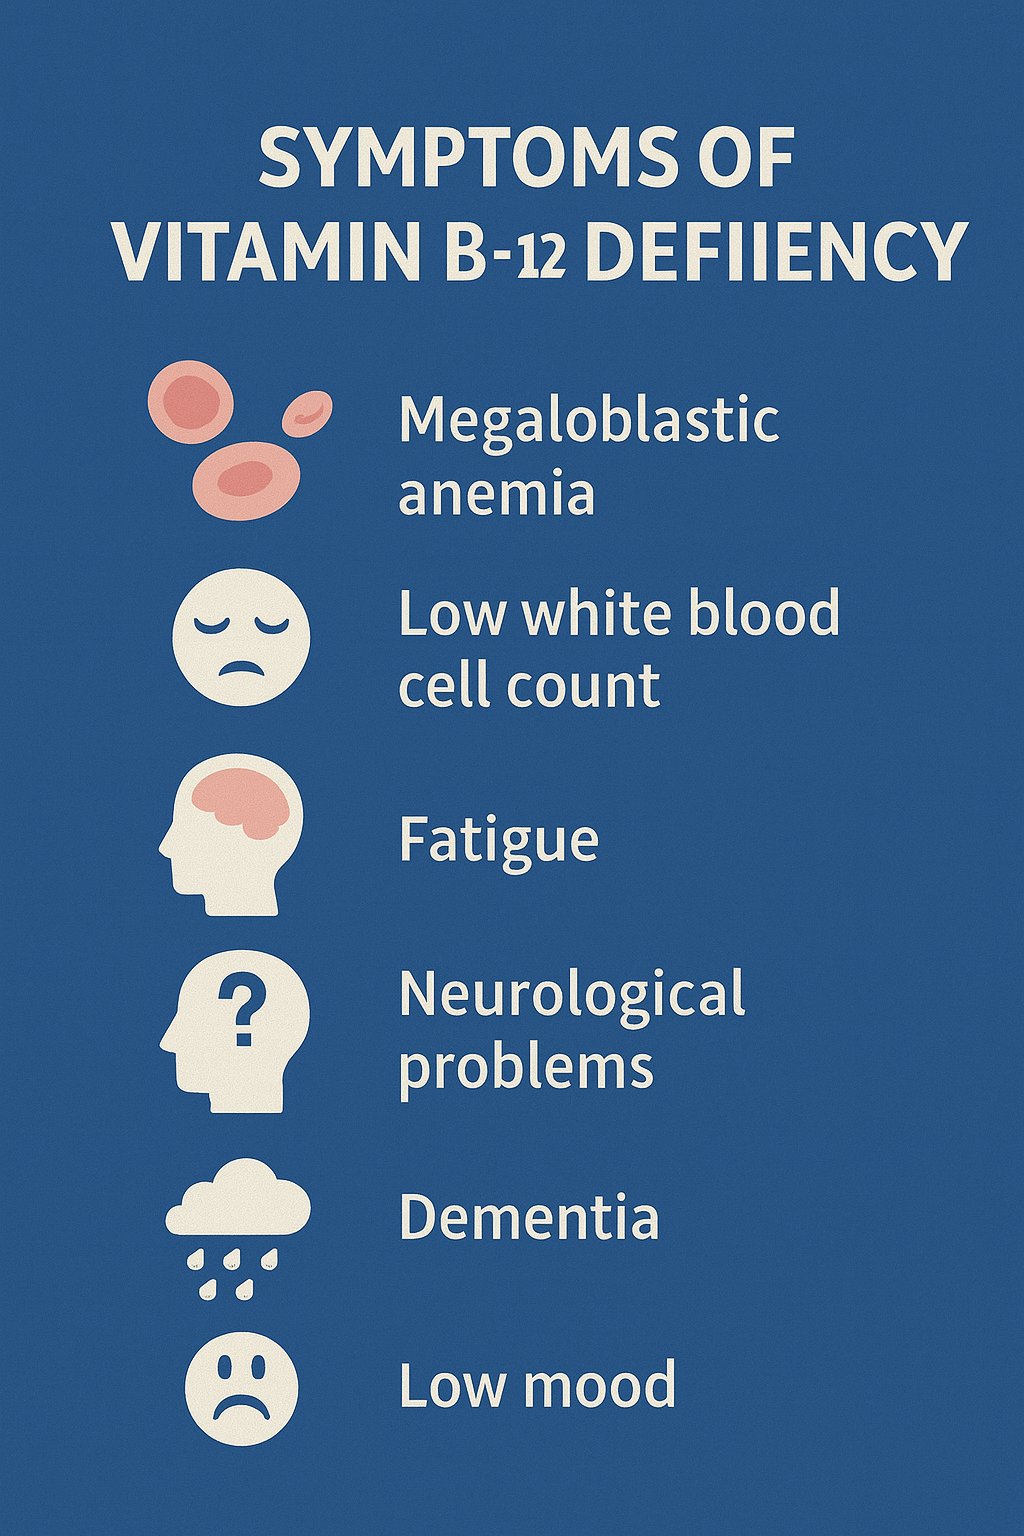 SYMPTOMS OF
VITAMIN B-12 DEFIIENCY
Megaloblastic
anemia
Low white blood
cell count
Fatigue
?
Neurological
problems
Dementia
Low mood